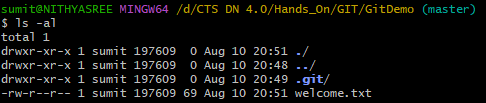 sumit@NITHYASREE MINGW64 /d/CTS DN 4.0/Hands_On/GIT/GitDemo (master)
$ ls -al
total 1
drwxr-xr-x 1 sumit 197609  0 Aug 10 20:51 ./
drwxr-xr-x 1 sumit 197609  0 Aug 10 20:48 ../
drwxr-xr-x 1 sumit 197609  0 Aug 10 20:49 .git/
-rw-r--r-- 1 sumit 197609 69 Aug 10 20:51 welcome.txt